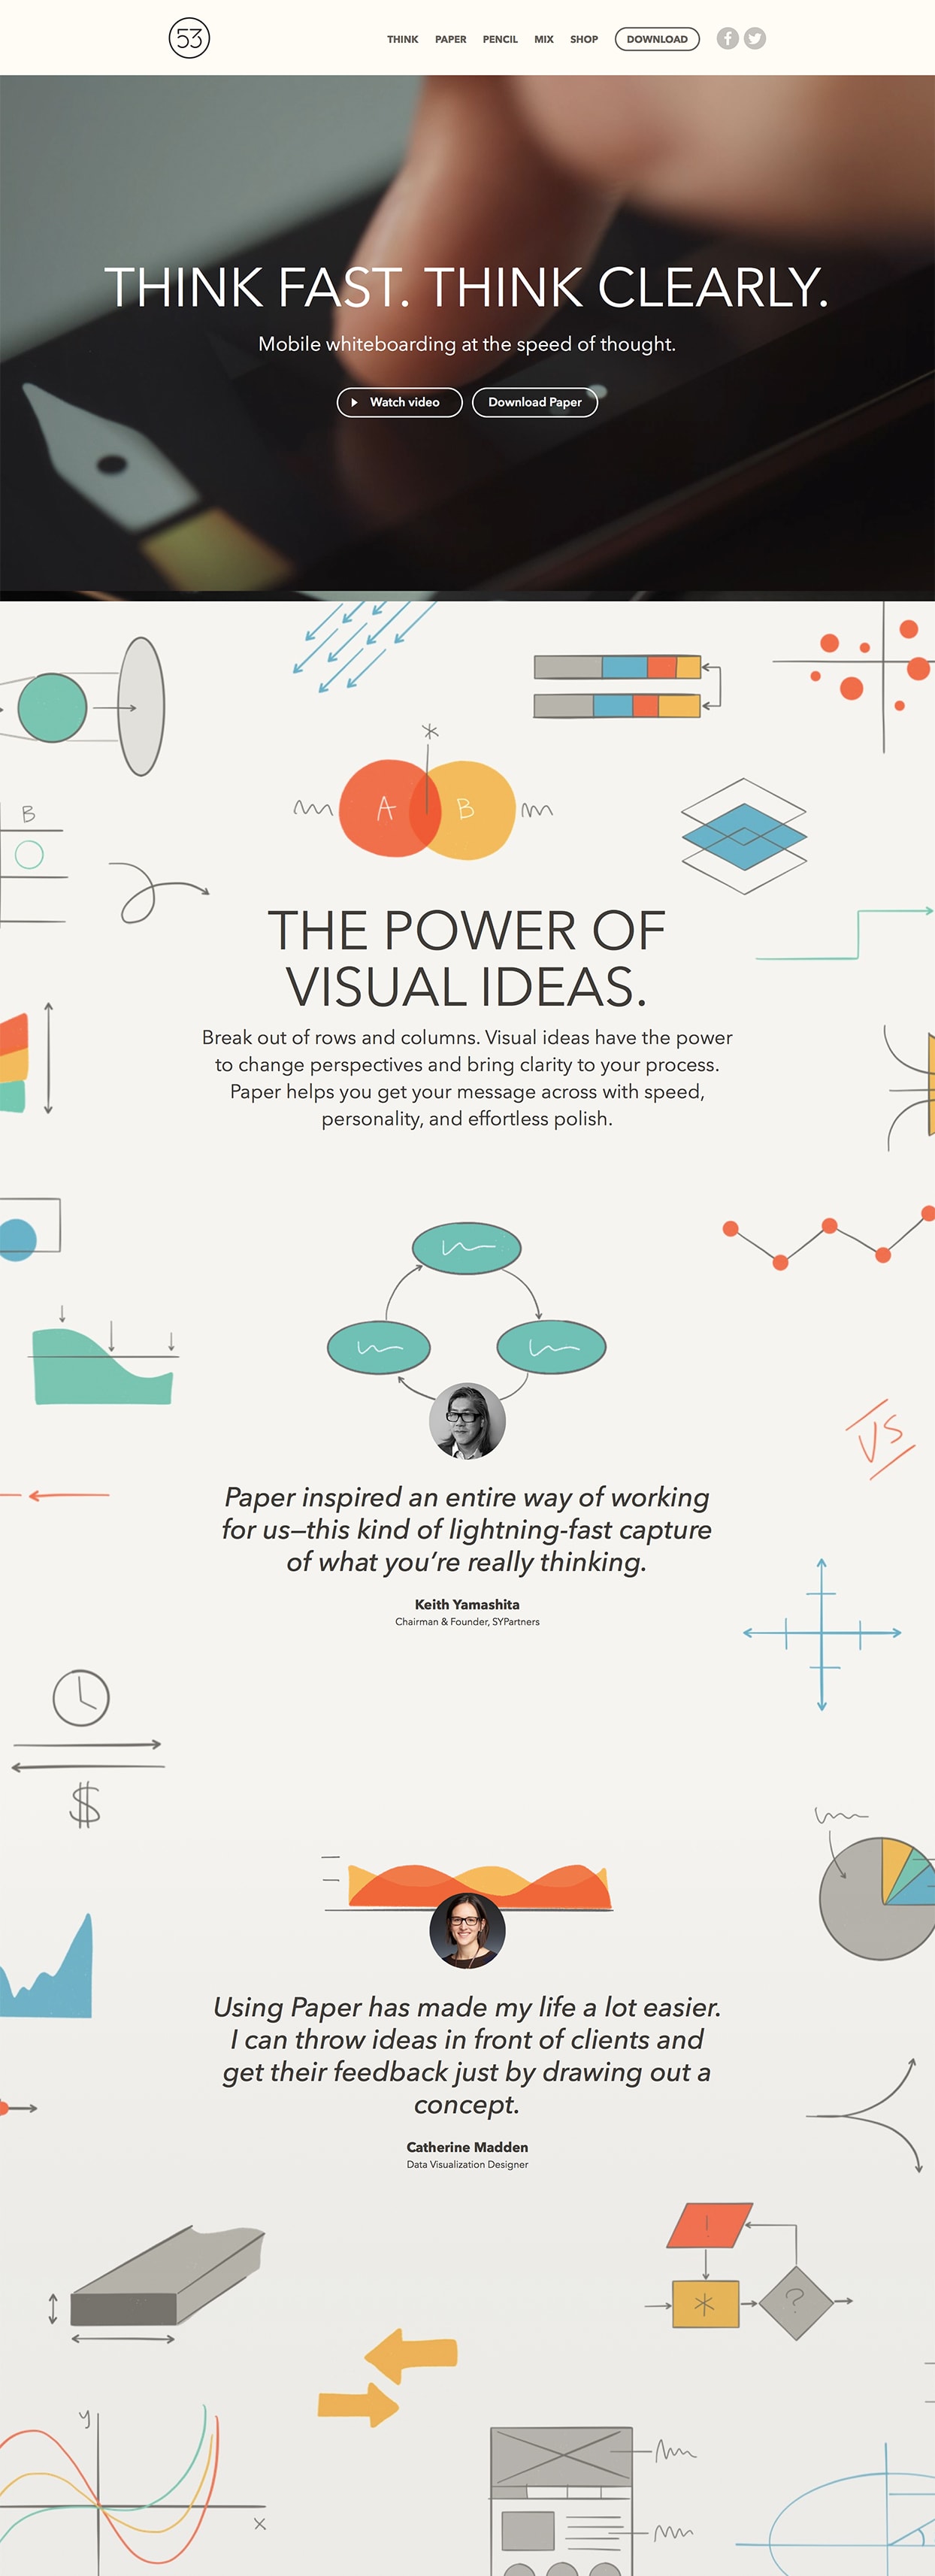 53
THINK PAPER PENCIL MIX SHOP DOWNLOAD
THINK FAST. THINK CLEARLY.
Mobile whiteboarding at the speed of thought.
Watch video
Download Paper
A B
B
THE POWER OF
VISUAL IDEAS.
Break out of rows and columns. Visual ideas have the power
to change perspectives and bring clarity to your process.
Paper helps you get your message across with speed,
personality, and effortless polish.
VS
Paper inspired an entire way of working
for us—this kind of lightning-fast capture
of what you’re really thinking.
Keith Yamashita
Chairman & Founder, SYPartners
$
Using Paper has made my life a lot easier.
I can throw ideas in front of clients and
get their feedback just by drawing out a
concept.
Catherine Madden
Data Visualization Designer
!
* ?
y
x